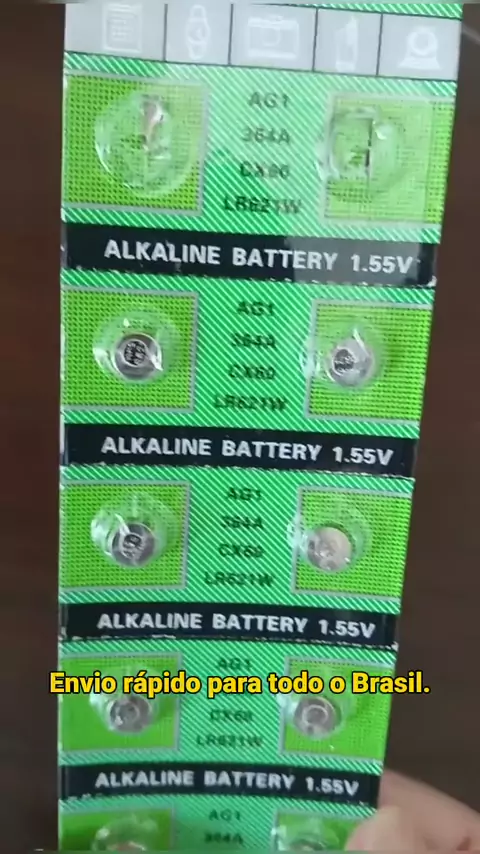 AG1
364A
CX60
LR621W
ALKALINE BATTERY 1.55V
AG1
364A
CX60
LR621W
ALKALINE BATTERY 1.55V
AG1
364A
CX60
LR621W
ALKALINE BATTERY 1.55V
AG1
Envio rápido para todo o Brasil.
CX60
LR621W
ALKALINE BATTERY 1.55V
AG1
364A